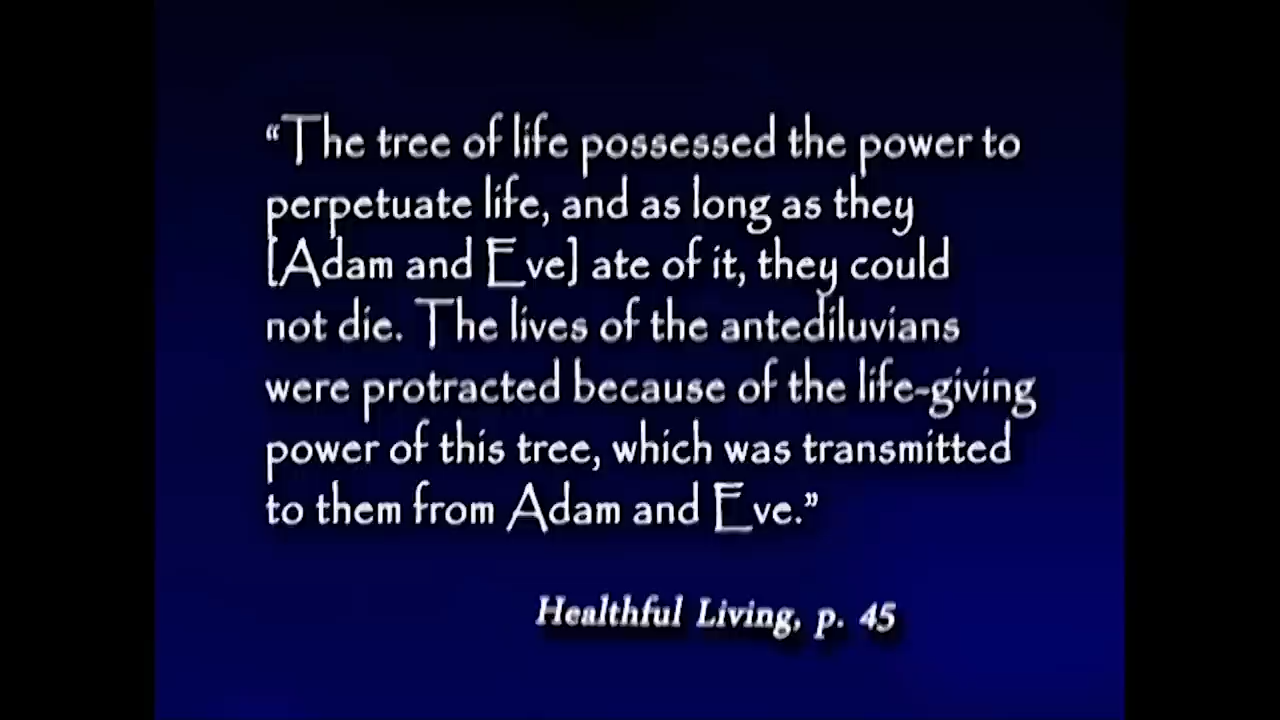 “The tree of life possessed the power to
perpetuate life, and as long as they
[Adam and Eve] ate of it, they could
not die. The lives of the antediluvians
were protracted because of the life-giving
power of this tree, which was transmitted
to them from Adam and Eve.”
Healthful Living, p. 45